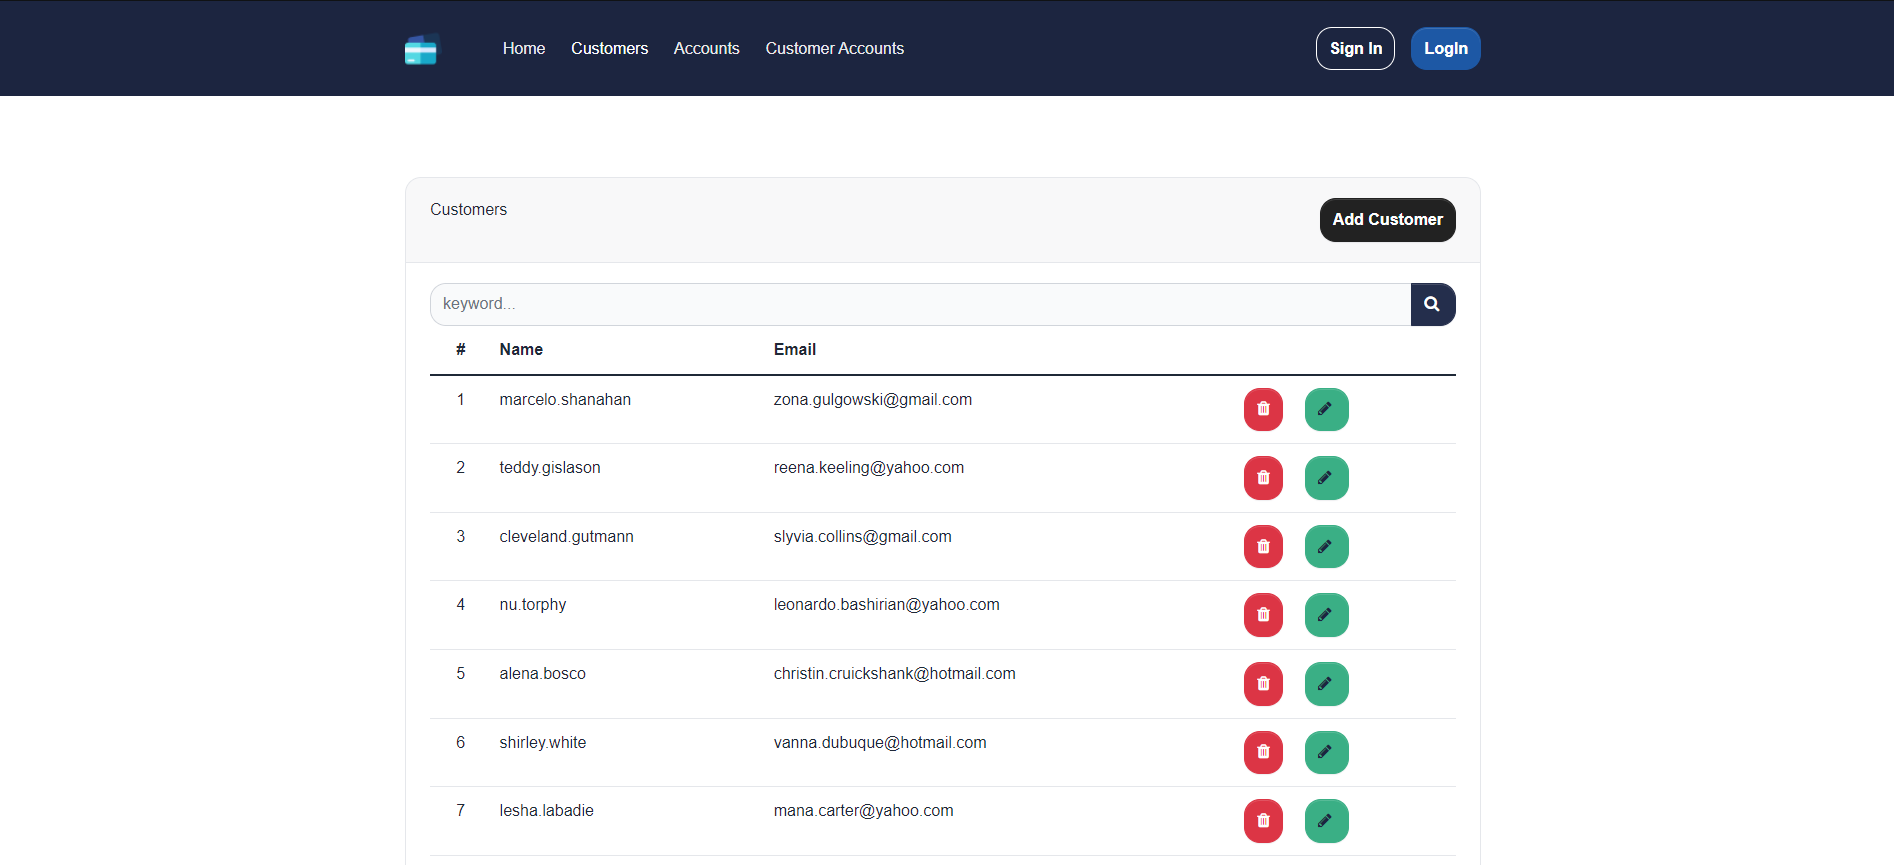 Home Customers Accounts Customer Accounts Sign In LogIn
Customers Add Customer
keyword...
# Name Email
1 marcelo.shanahan zona.gulgowski@gmail.com
2 teddy.gislason reena.keeling@yahoo.com
3 cleveland.gutmann slyvia.collins@gmail.com
4 nu.torphy leonardo.bashirian@yahoo.com
5 alena.bosco christin.cruickshank@hotmail.com
6 shirley.white vanna.dubuque@hotmail.com
7 lesha.labadie mana.carter@yahoo.com